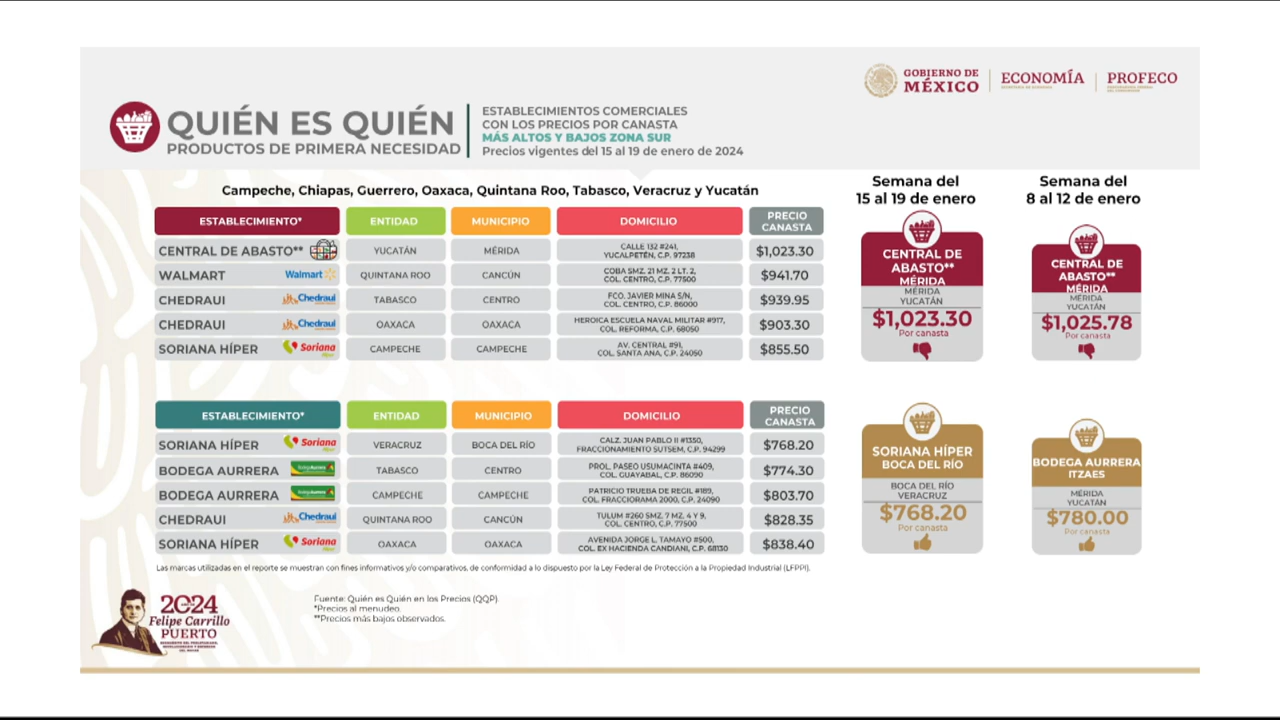 GOBIERNO DE
MÉXICO
ECONOMÍA
PROFECO
QUIÉN ES QUIÉN
PRODUCTOS DE PRIMERA NECESIDAD
ESTABLECIMIENTOS COMERCIALES
CON LOS PRECIOS POR CANASTA
MÁS ALTOS Y BAJOS ZONA SUR
Precios vigentes del 15 al 19 de enero de 2024
Campeche, Chiapas, Guerrero, Oaxaca, Quintana Roo, Tabasco, Veracruz y Yucatán
ESTABLECIMIENTO* ENTIDAD MUNICIPIO DOMICILIO PRECIO CANASTA
CENTRAL DE ABASTO** YUCATÁN MÉRIDA CALLE 132 #241, YUCALPETÉN, C.P. 97238 $1,023.30
WALMART Walmart QUINTANA ROO CANCÚN COBA SMZ. 21 MZ. 2 LT. 2, COL. CENTRO, C.P. 77500 $941.70
CHEDRAUI Chedraui TABASCO CENTRO FCO. JAVIER MINA S/N, COL. CENTRO, C.P. 86000 $939.95
CHEDRAUI Chedraui OAXACA OAXACA HEROICA ESCUELA NAVAL MILITAR #917, COL. REFORMA, C.P. 68050 $903.30
SORIANA HÍPER Soriana CAMPECHE CAMPECHE AV. CENTRAL #91, COL. SANTA ANA, C.P. 24050 $855.50
ESTABLECIMIENTO* ENTIDAD MUNICIPIO DOMICILIO PRECIO CANASTA
SORIANA HÍPER Soriana VERACRUZ BOCA DEL RÍO CALZ. JUAN PABLO II #1350, FRACCIONAMIENTO SUTSEM, C.P. 94299 $768.20
BODEGA AURRERA TABASCO CENTRO PROL. PASEO USUMACINTA #409, COL. GUAYABAL, C.P. 86090 $774.30
BODEGA AURRERA CAMPECHE CAMPECHE PATRICIO TRUEBA DE REGIL #189, COL. FRACCIORAMA 2000, C.P. 24090 $803.70
CHEDRAUI Chedraui QUINTANA ROO CANCÚN TULUM #260 SMZ. 7 MZ. 4 Y 9, COL. CENTRO, C.P. 77500 $828.35
SORIANA HÍPER Soriana OAXACA OAXACA AVENIDA JORGE L. TAMAYO #500, COL. EX HACIENDA CANDIANI, C.P. 68130 $838.40
Semana del
15 al 19 de enero
CENTRAL DE
ABASTO**
MÉRIDA
MÉRIDA
YUCATÁN
$1,023.30
Por canasta
Semana del
8 al 12 de enero
CENTRAL DE
ABASTO**
MÉRIDA
MÉRIDA
YUCATÁN
$1,025.78
Por canasta
SORIANA HÍPER
BOCA DEL RÍO
BOCA DEL RÍO
VERACRUZ
$768.20
Por canasta
BODEGA AURRERA
ITZAES
MÉRIDA
YUCATÁN
$780.00
Por canasta
Las marcas utilizadas en el reporte se muestran con fines informativos y/o comparativos, de conformidad a lo dispuesto por la Ley Federal de Protección a la Propiedad Industrial (LFPPI).
2024
Felipe Carrillo
PUERTO
Fuente: Quién es Quién en los Precios (QQP).
*Precios al menudeo.
**Precios más bajos observados.